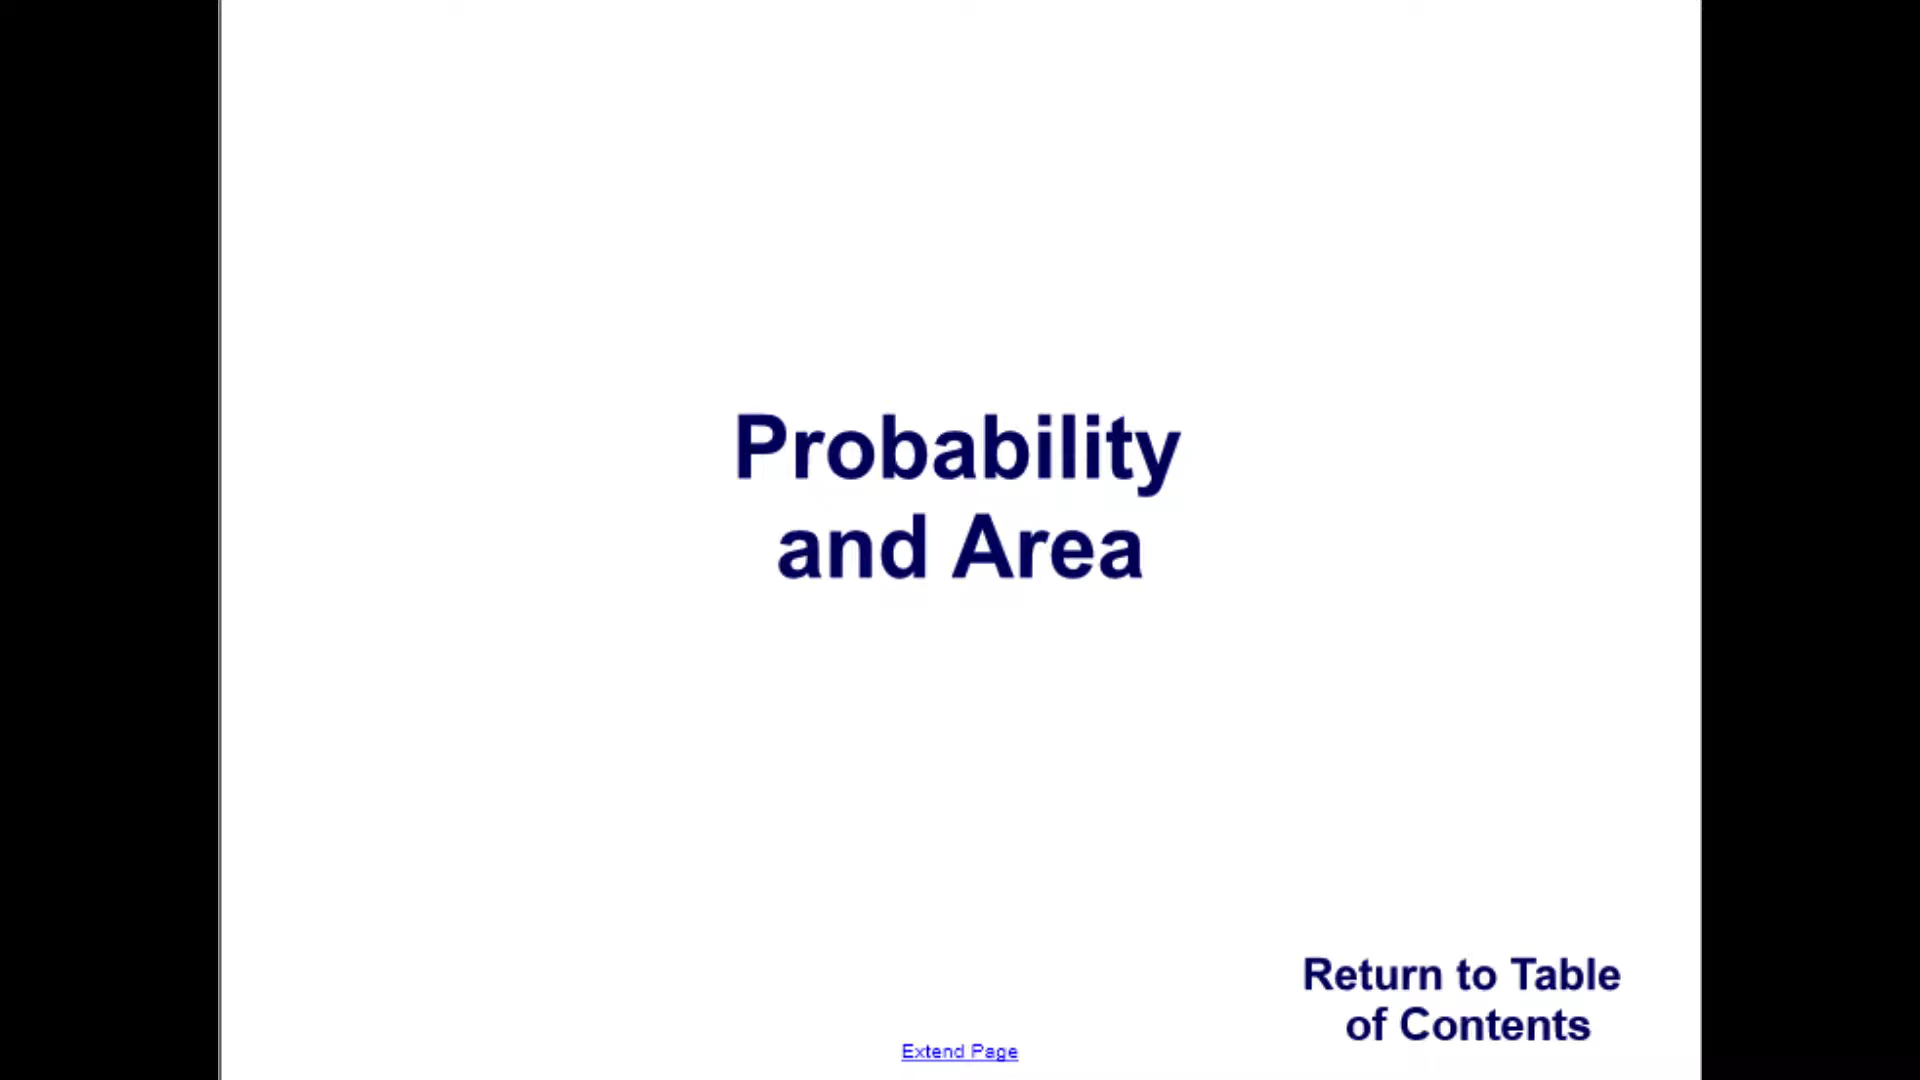 Probability
and Area
Return to Table
of Contents
Extend Page